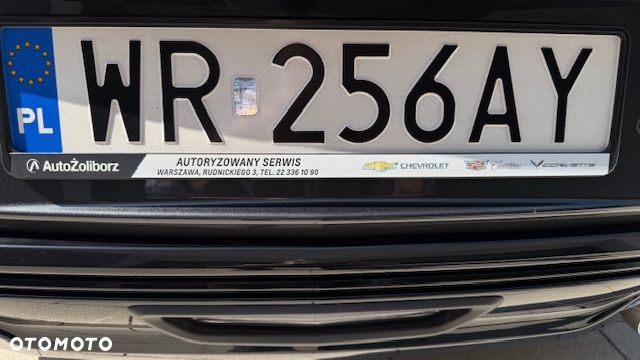 PL WR 256AY
AutoŻoliborz AUTORYZOWANY SERWIS CHEVROLET Cadillac CORVETTE
WARSZAWA, RUDNICKIEGO 3, TEL. 22 336 10 90
OTOMOTO